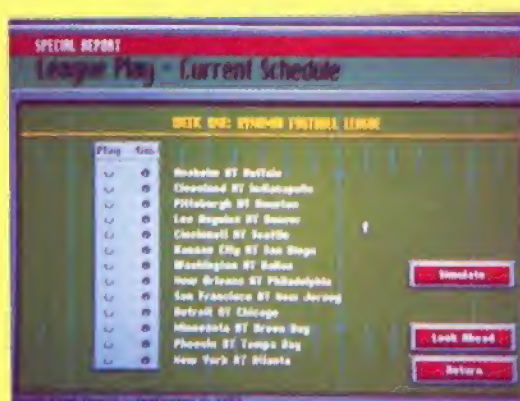 SPECIAL REPORT
League Play - Current Schedule
WEEK ONE: FOOTBALL LEAGUE
Play Sim
Anaheim AT Buffalo
Cleveland AT Indianapolis
Pittsburgh AT Houston
Los Angeles AT Denver
Cincinnati AT Seattle
Kansas City AT San Diego
Washington AT Dallas
New Orleans AT Philadelphia
San Francisco AT New Jersey
Detroit AT Chicago
Minnesota AT Green Bay
Phoenix AT Tampa Bay
New York AT Atlanta
Simulate
Look Ahead
Return